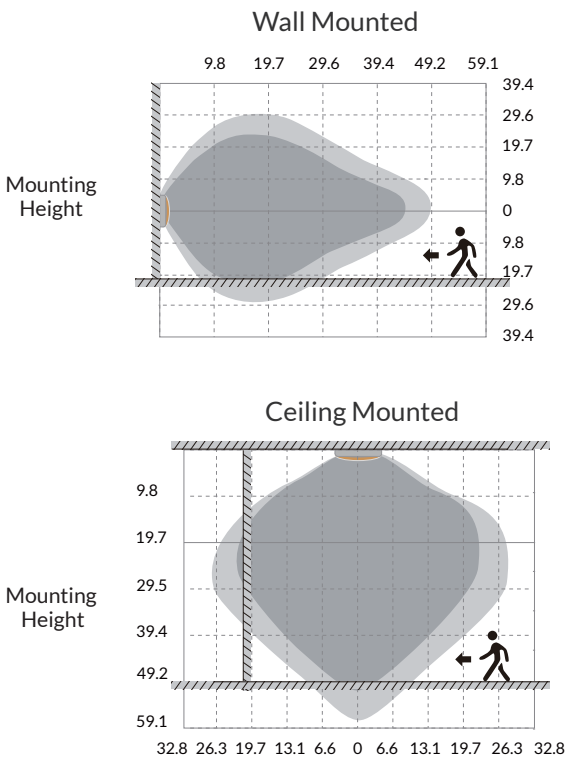 Wall Mounted
9.8 19.7 29.6 39.4 49.2 59.1
39.4
29.6
19.7
9.8
Mounting
Height
0
9.8
19.7
29.6
39.4
Ceiling Mounted
9.8
19.7
29.5
Mounting
Height
39.4
49.2
59.1
32.8 26.3 19.7 13.1 6.6 0 6.6 13.1 19.7 26.3 32.8